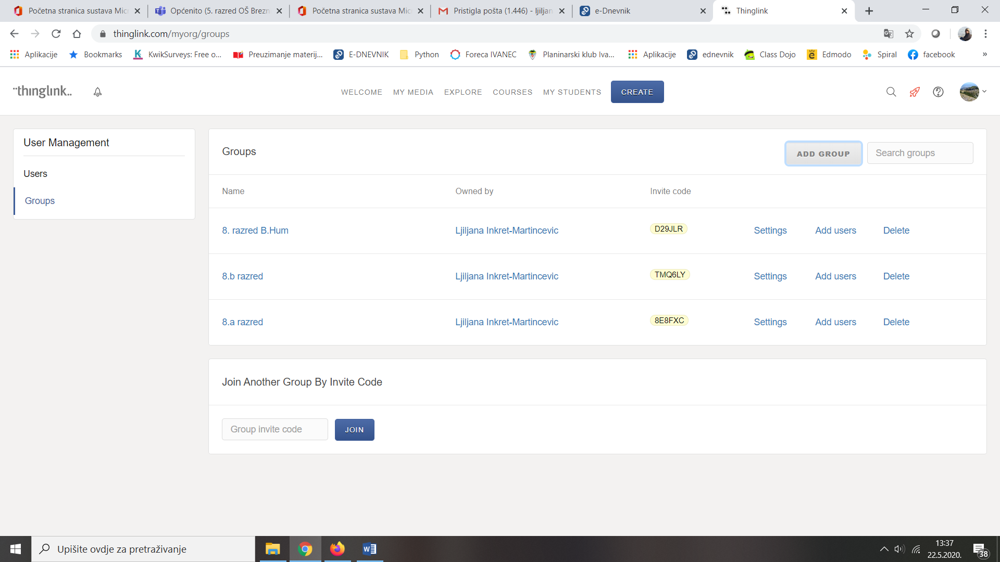 Početna stranica sustava Mic
Općenito (5. razred OŠ Brezn
Početna stranica sustava Mic
Pristigla pošta (1.446) - ljiljan
e-Dnevnik
Thinglink
thinglink.com/myorg/groups
Aplikacije
Bookmarks
KwikSurveys: Free o...
Preuzimanje materij...
E-DNEVNIK
Python
Foreca IVANEC
Planinarski klub Iva...
Aplikacije
ednevnik
Class Dojo
Edmodo
Spiral
facebook
»
¨thinglink..
WELCOME
MY MEDIA
EXPLORE
COURSES
MY STUDENTS
CREATE
User Management
Users
Groups
Groups
ADD GROUP
Search groups
Name Owned by Invite code
8. razred B.Hum Ljiljana Inkret-Martincevic D29JLR Settings Add users Delete
8.b razred Ljiljana Inkret-Martincevic TMQ6LY Settings Add users Delete
8.a razred Ljiljana Inkret-Martincevic 8E8FXC Settings Add users Delete
Join Another Group By Invite Code
Group invite code
JOIN
Upišite ovdje za pretraživanje
13:37
22.5.2020.
38